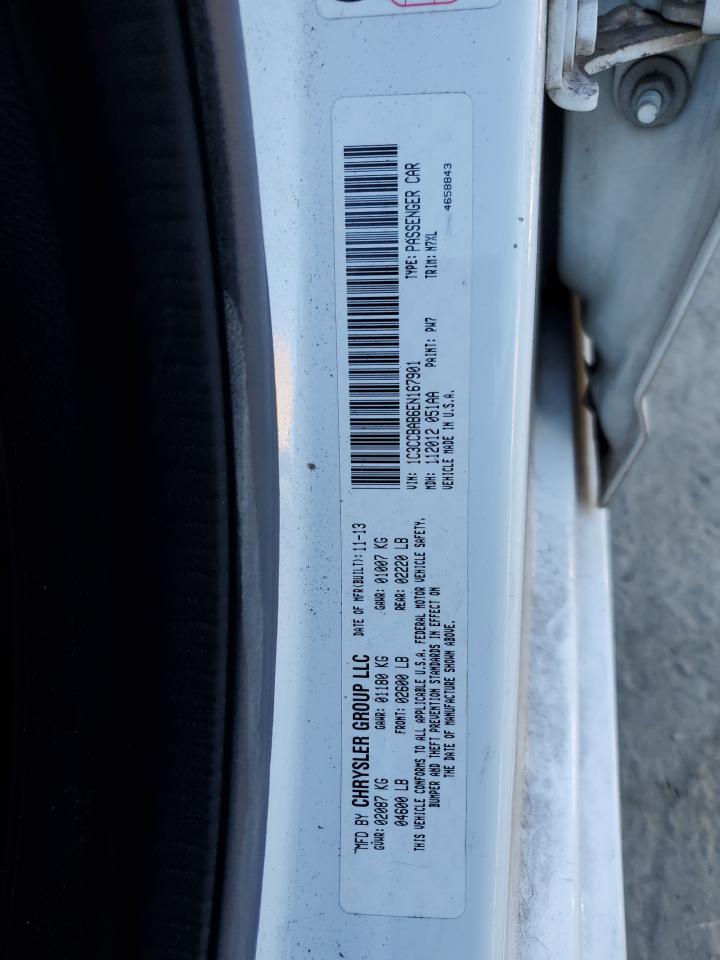 MFD BY CHRYSLER GROUP LLC DATE OF MFR(BUILT): 11-13
GVWR: 02087 KG GAWR: 01180 KG GAWR: 01007 KG
04600 LB FRONT: 02600 LB REAR: 02220 LB
THIS VEHICLE CONFORMS TO ALL APPLICABLE U.S.A. FEDERAL MOTOR VEHICLE SAFETY,
BUMPER AND THEFT PREVENTION STANDARDS IN EFFECT ON
THE DATE OF MANUFACTURE SHOWN ABOVE.
VIN: 1C3CCBAB6EN167901 TYPE: PASSENGER CAR
MDH: 112012 051AA PAINT: PW7 TRIM: M7XL
VEHICLE MADE IN U.S.A. 4658843